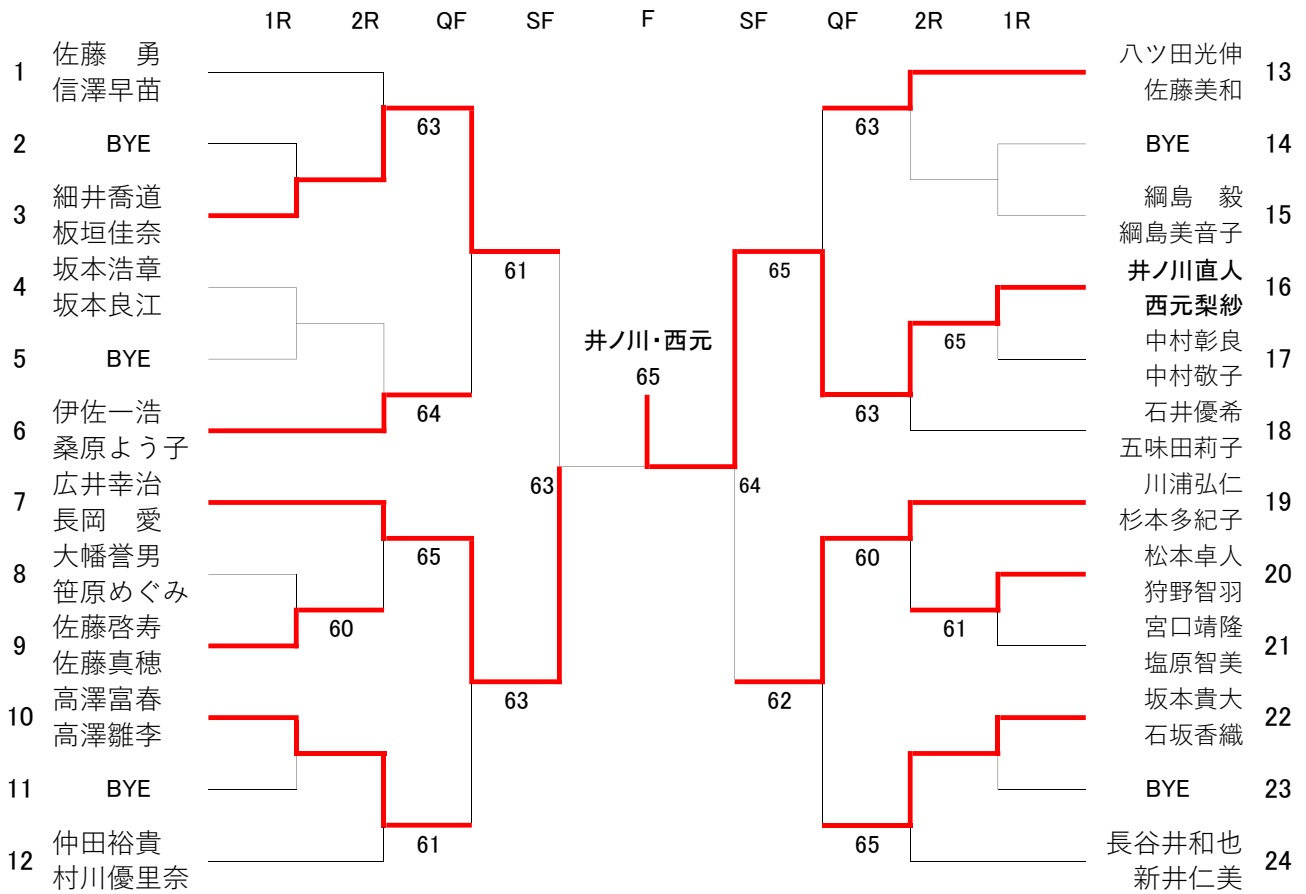 1R 2R QF SF F SF QF 2R 1R
1 佐藤　勇
信澤早苗
2 BYE
3 細井喬道
板垣佳奈
4 坂本浩章
坂本良江
5 BYE
6 伊佐一浩
桑原よう子
7 広井幸治
長岡　愛
8 大幡誉男
笹原めぐみ
9 佐藤啓寿
佐藤真穂
10 高澤富春
高澤雛李
11 BYE
12 仲田裕貴
村川優里奈
60
63
64
65
61
61
63
63
井ノ川・西元
65
64
65
62
63
63
60
65
65
61
八ツ田光伸 13
佐藤美和
BYE 14
綱島　毅 15
綱島美音子
井ノ川直人 16
西元梨紗
中村彰良 17
中村敬子
石井優希 18
五味田莉子
川浦弘仁 19
杉本多紀子
松本卓人 20
狩野智羽
宮口靖隆 21
塩原智美
坂本貴大 22
石坂香織
BYE 23
長谷井和也 24
新井仁美